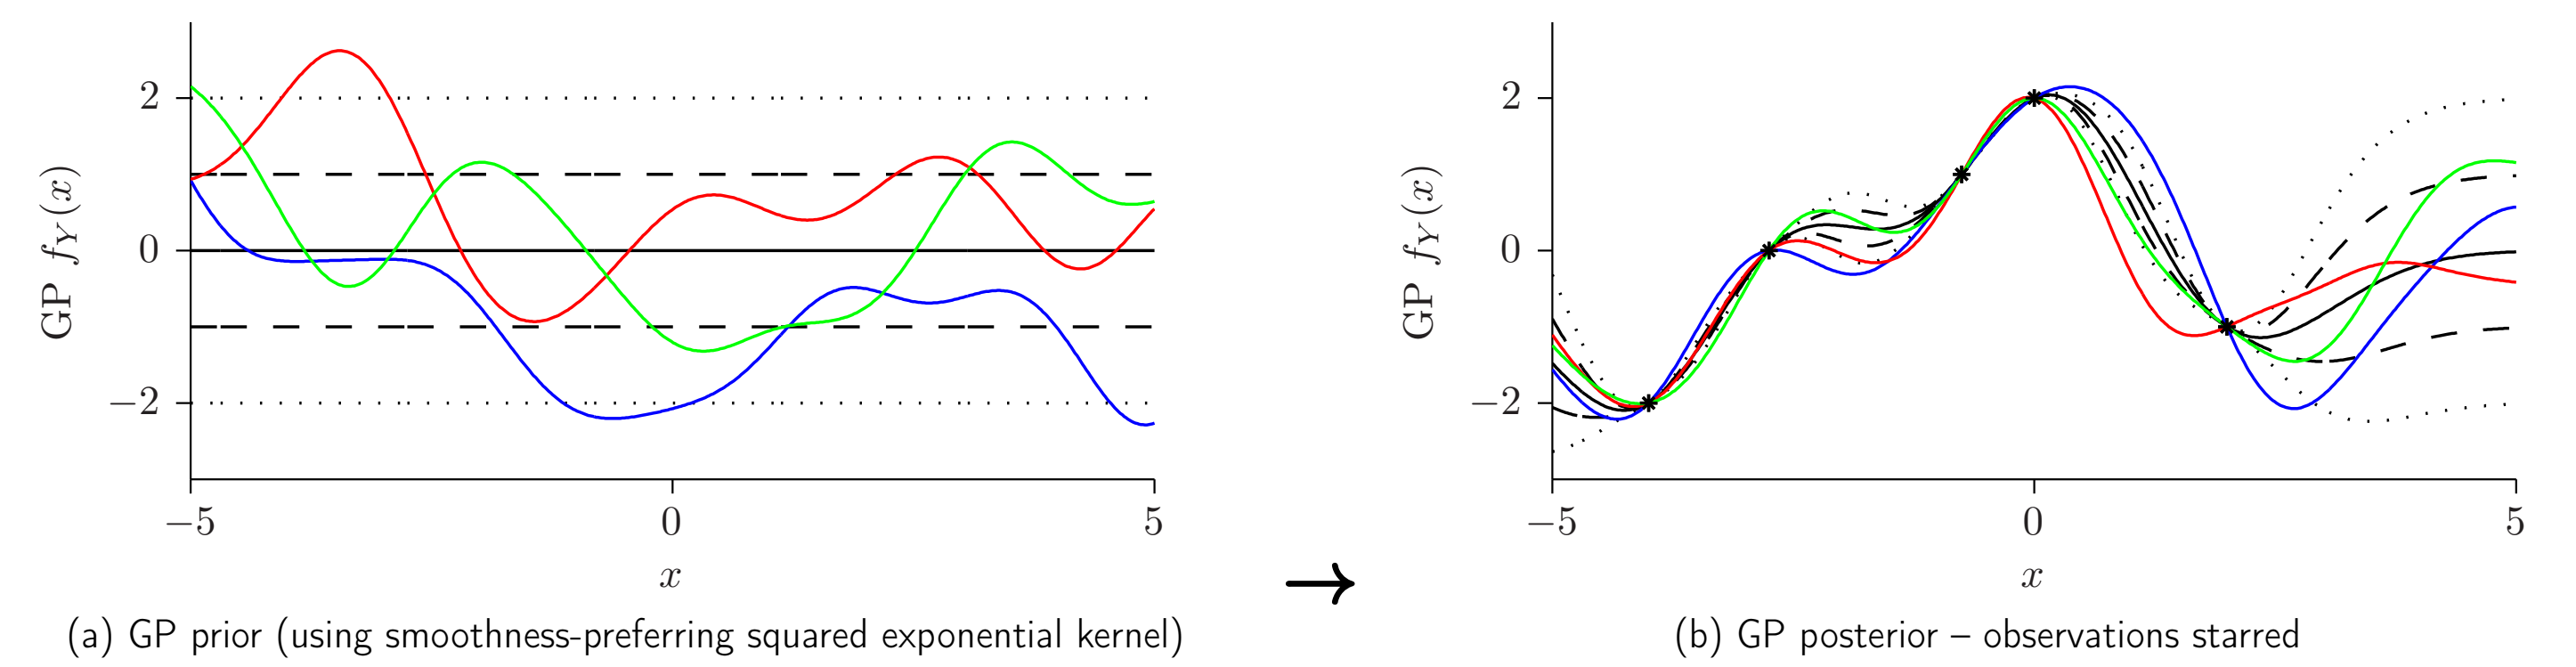 GP f_Y(x)
2
0
−2
−5 0 5
x
(a) GP prior (using smoothness-preferring squared exponential kernel)
→
GP f_Y(x)
2
0
−2
−5 0 5
x
(b) GP posterior – observations starred